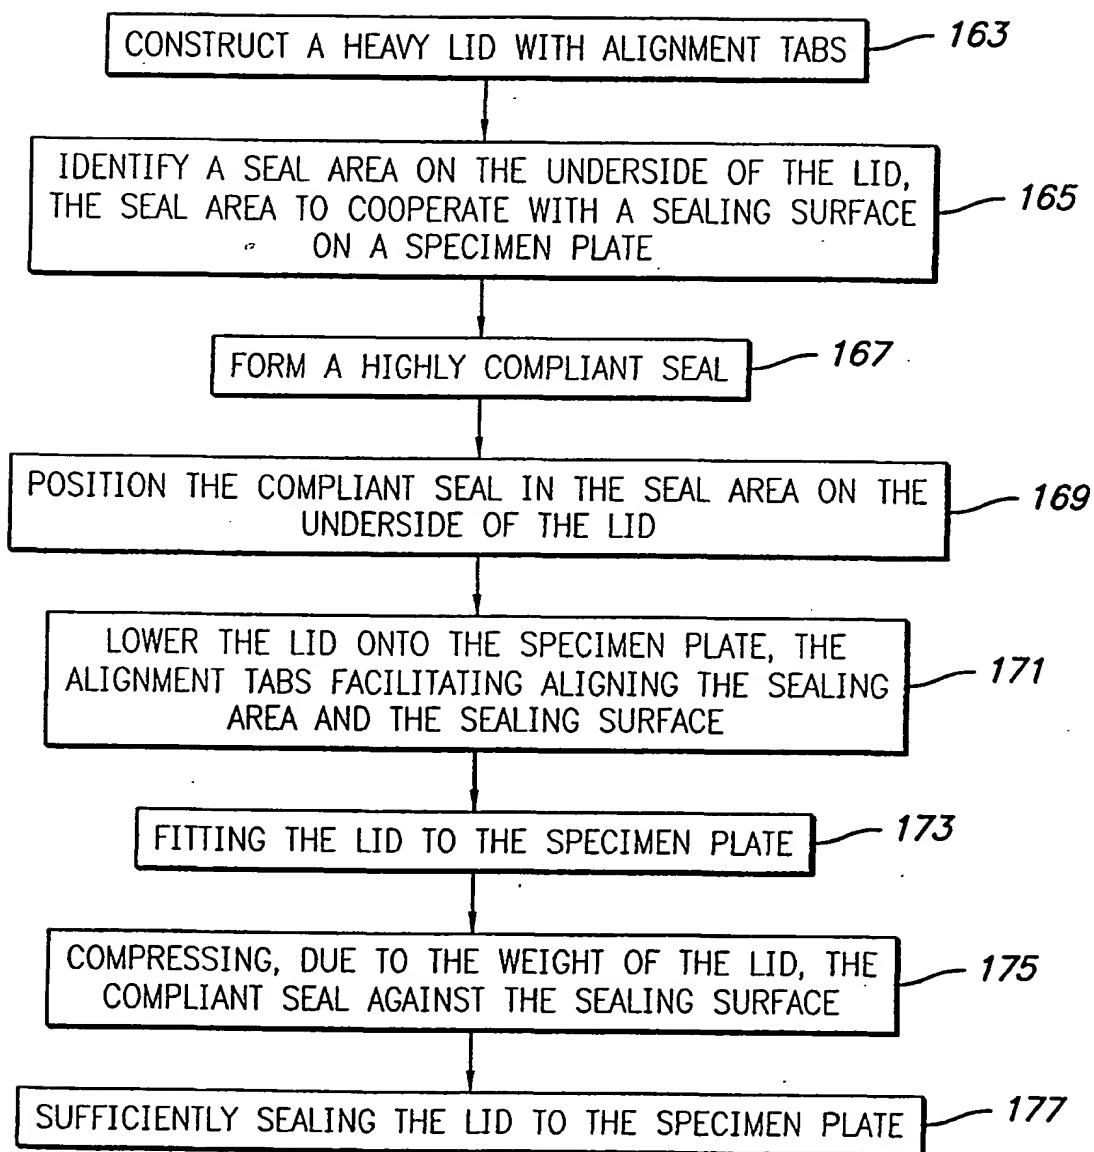 CONSTRUCT A HEAVY LID WITH ALIGNMENT TABS
163
IDENTIFY A SEAL AREA ON THE UNDERSIDE OF THE LID,
THE SEAL AREA TO COOPERATE WITH A SEALING SURFACE
ON A SPECIMEN PLATE
165
FORM A HIGHLY COMPLIANT SEAL
167
POSITION THE COMPLIANT SEAL IN THE SEAL AREA ON THE
UNDERSIDE OF THE LID
169
LOWER THE LID ONTO THE SPECIMEN PLATE, THE
ALIGNMENT TABS FACILITATING ALIGNING THE SEALING
AREA AND THE SEALING SURFACE
171
FITTING THE LID TO THE SPECIMEN PLATE
173
COMPRESSING, DUE TO THE WEIGHT OF THE LID, THE
COMPLIANT SEAL AGAINST THE SEALING SURFACE
175
SUFFICIENTLY SEALING THE LID TO THE SPECIMEN PLATE
177